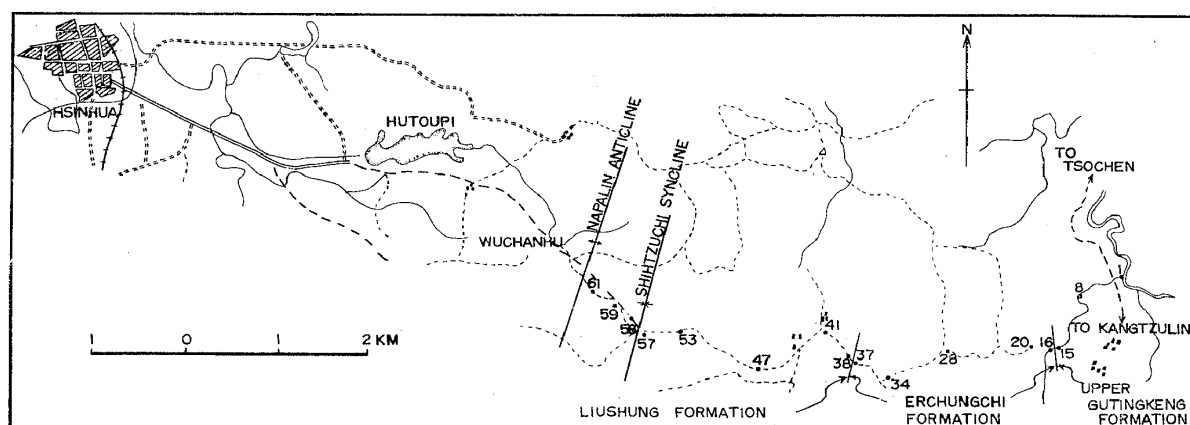 N
HSINHUA
HUTOUPI
NAPALIN ANTICLINE
SHIHTZUCHI SYNCLINE
TO
TSOCHEN
WUCHANHU
61
59
58
57
53
47
41
38
37
34
28
20
16
15
8
TO KANGTZULIN
1 0 1 2 KM
LIUSHUNG FORMATION
ERCHUNGCHI
FORMATION
UPPER
GUTINGKENG
FORMATION